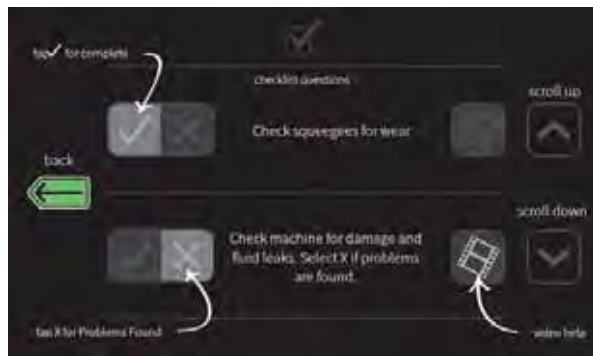 tap✓ for complete
checklist questions
scroll up
Check squeegees for wear
back
scroll down
Check machine for damage and
fluid leaks. Select X if problems
are found.
tap X for Problems Found
video help